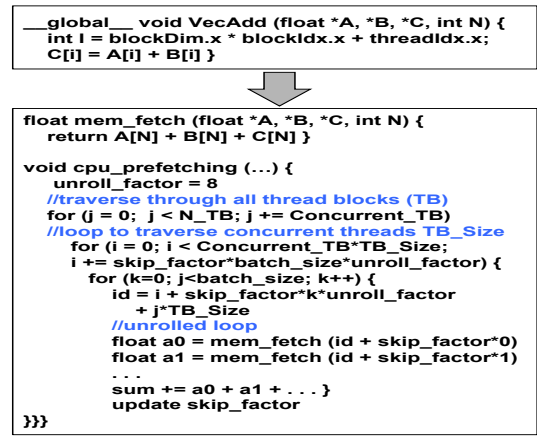 __global__ void VecAdd (float *A, *B, *C, int N) {
int I = blockDim.x * blockIdx.x + threadIdx.x;
C[i] = A[i] + B[i] }
float mem_fetch (float *A, *B, *C, int N) {
return A[N] + B[N] + C[N] }
void cpu_prefetching (...) {
unroll_factor = 8
//traverse through all thread blocks (TB)
for (j = 0; j < N_TB; j += Concurrent_TB)
//loop to traverse concurrent threads TB_Size
for (i = 0; i < Concurrent_TB*TB_Size;
i += skip_factor*batch_size*unroll_factor) {
for (k=0; j<batch_size; k++) {
id = i + skip_factor*k*unroll_factor
+ j*TB_Size
//unrolled loop
float a0 = mem_fetch (id + skip_factor*0)
float a1 = mem_fetch (id + skip_factor*1)
. . .
sum += a0 + a1 + . . . }
update skip_factor
}}}